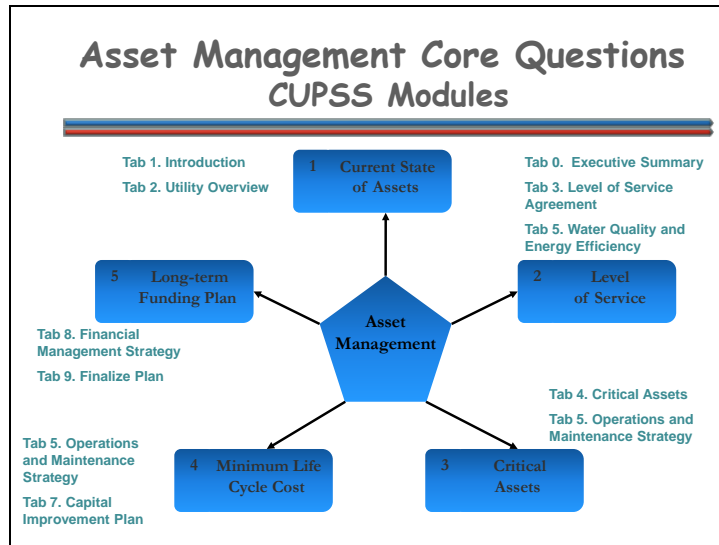 Asset Management Core Questions
CUPSS Modules
Tab 1. Introduction
Tab 2. Utility Overview
1 Current State
of Assets
Tab 0. Executive Summary
Tab 3. Level of Service
Agreement
Tab 5. Water Quality and
Energy Efficiency
5 Long-term
Funding Plan
2 Level
of Service
Asset
Management
Tab 8. Financial
Management Strategy
Tab 9. Finalize Plan
Tab 4. Critical Assets
Tab 5. Operations and
Maintenance Strategy
Tab 5. Operations
and Maintenance
Strategy
Tab 7. Capital
Improvement Plan
4 Minimum Life
Cycle Cost
3 Critical
Assets